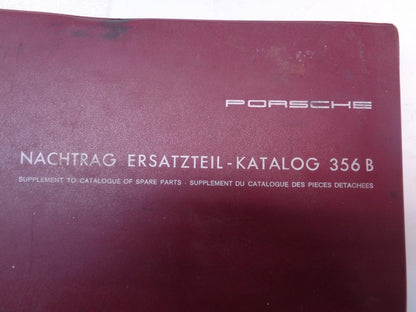 PORSCHE
NACHTRAG ERSATZTEIL-KATALOG 356 B
SUPPLEMENT TO CATALOGUE OF SPARE PARTS · SUPPLEMENT DU CATALOGUE DES PIECES DETACHEES